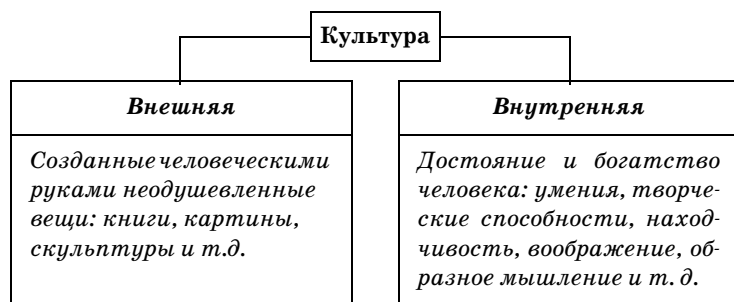 Культура
Внешняя
Созданные человеческими
руками неодушевленные
вещи: книги, картины,
скульптуры и т.д.
Внутренняя
Достояние и богатство
человека: умения, творче-
ские способности, наход-
чивость, воображение, об-
разное мышление и т. д.